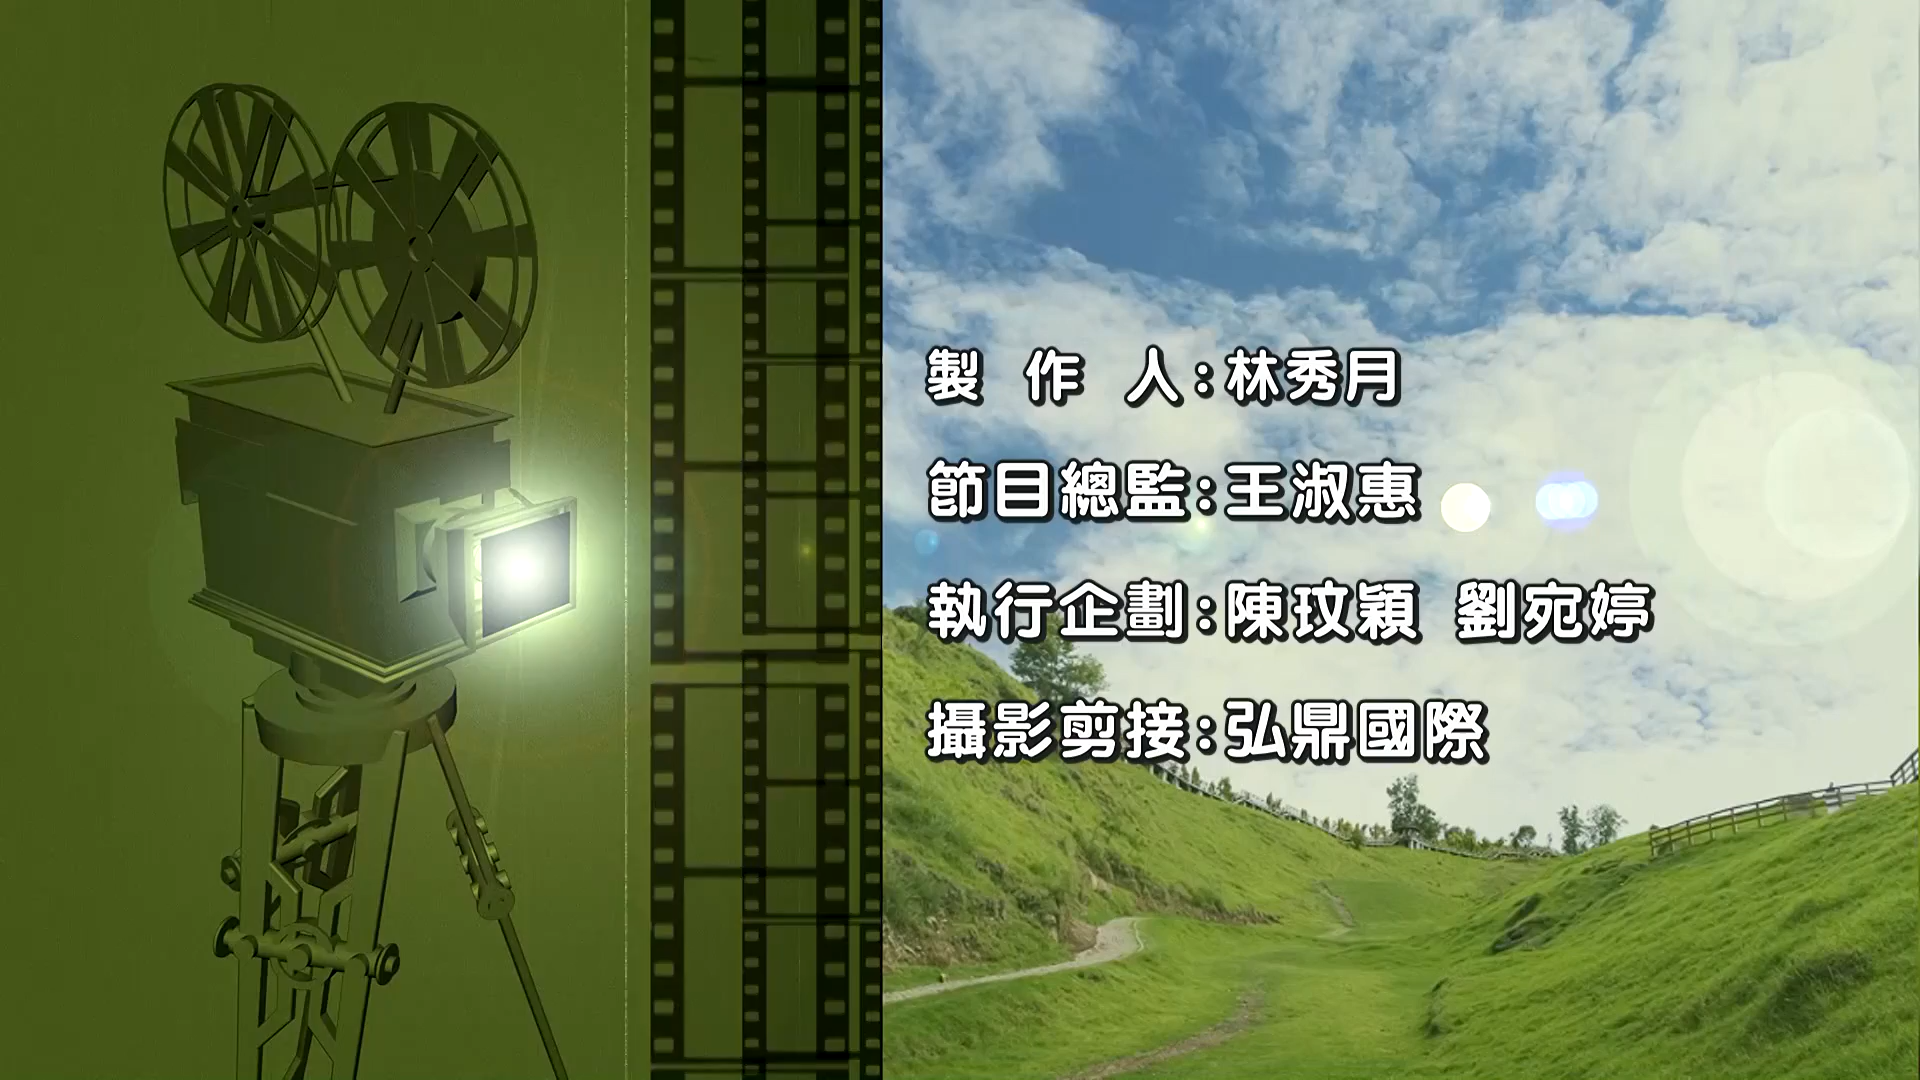 製 作 人:林秀月
節目總監:王淑惠
執行企劃:陳玟穎 劉宛婷
攝影剪接:弘鼎國際